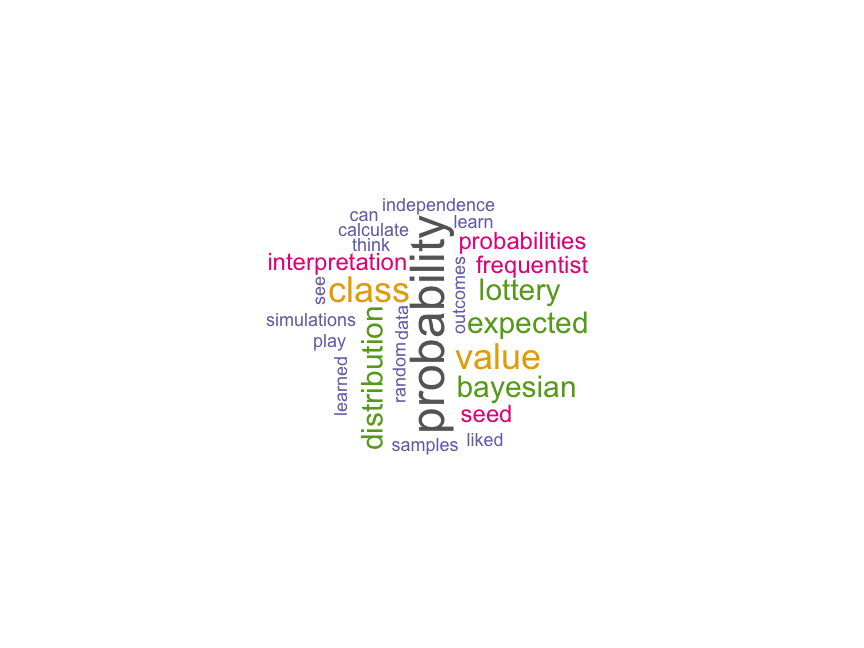 independence
can
learn
calculate
think
probabilities
interpretation
frequentist
see
class
probability
outcomes
lottery
simulations
data
expected
play
distribution
random
value
learned
bayesian
seed
samples
liked